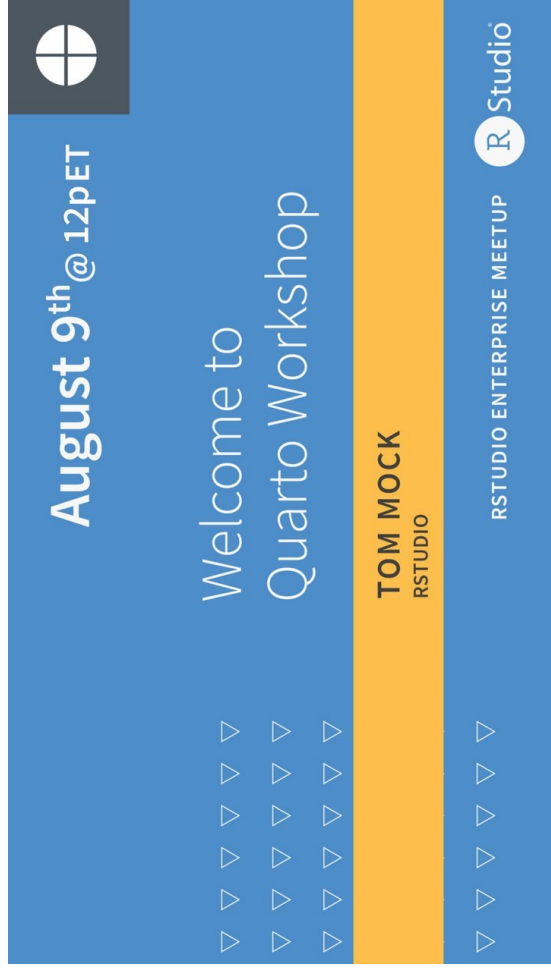 August 9th @ 12pET
Welcome to
Quarto Workshop
TOM MOCK
RSTUDIO
RSTUDIO ENTERPRISE MEETUP
R Studio